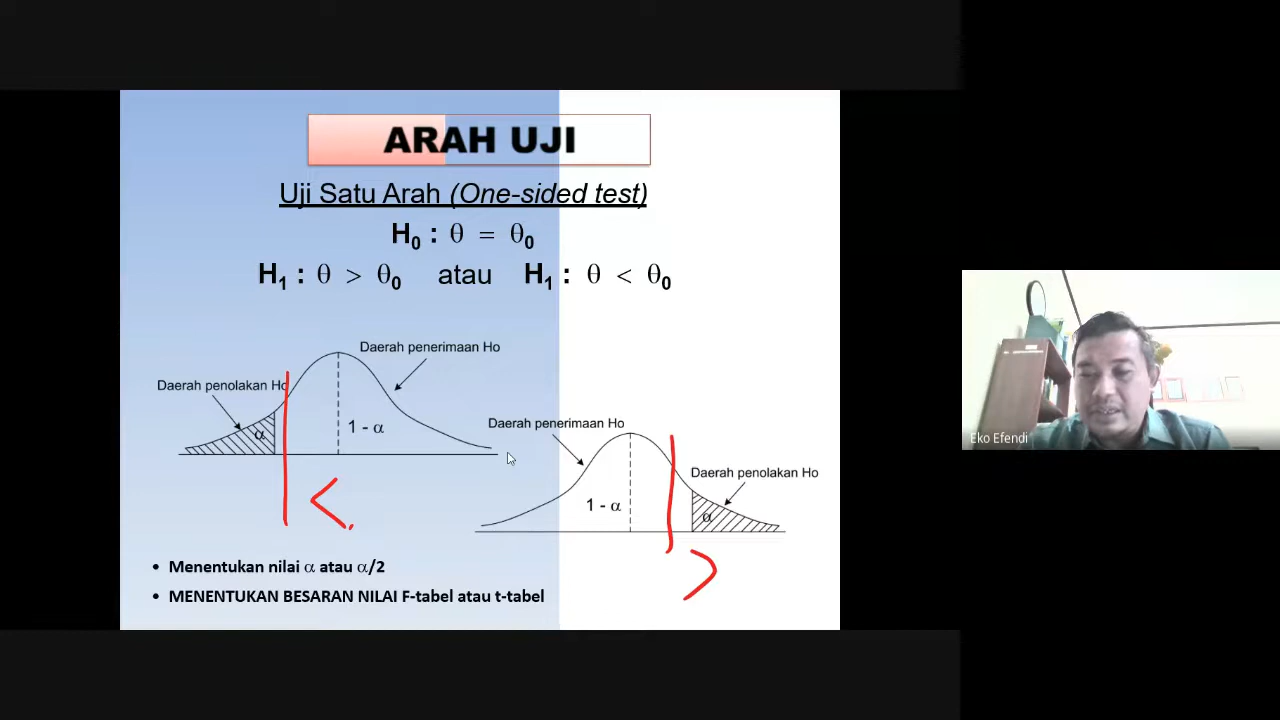 ARAH UJI
Uji Satu Arah (One-sided test)
H₀ : θ = θ₀
H₁ : θ > θ₀ atau H₁ : θ < θ₀
Daerah penerimaan Ho
Daerah penolakan Ho
α
1 - α
<
Daerah penerimaan Ho
Daerah penolakan Ho
1 - α
α
>
• Menentukan nilai α atau α/2
• MENENTUKAN BESARAN NILAI F-tabel atau t-tabel
Eko Efendi